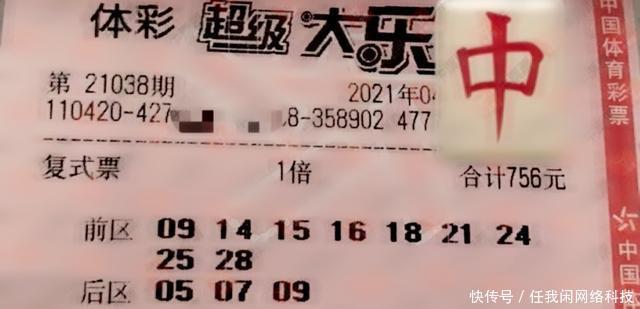 体彩 超级大乐
中
第 21038期
2021年04
110420-427 8-358902 477
复式票 1倍 合计756元
前区 09 14 15 16 18 21 24
25 28
后区 05 07 09
中国体育彩票
中国
快传号 / 任我闲网络科技